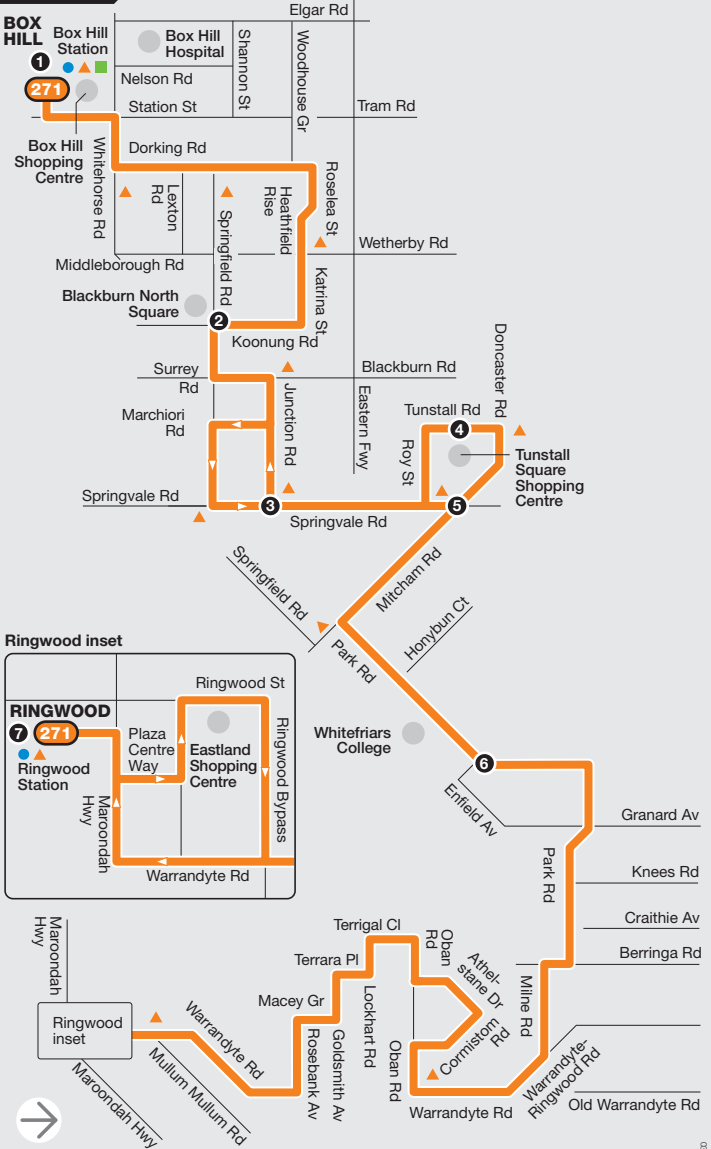 Elgar Rd
BOX
HILL
Box Hill
Station
1
271
Box Hill
Hospital
Shannon St
Woodhouse Gr
Nelson Rd
Station St
Tram Rd
Box Hill
Shopping
Centre
Whitehorse Rd
Dorking Rd
Lexton
Rd
Springfield Rd
Heathfield
Rise
Roselea St
Wetherby Rd
Middleborough Rd
Katrina St
Blackburn North
Square
2
Koonung Rd
Doncaster Rd
Surrey
Rd
Junction Rd
Blackburn Rd
Eastern Fwy
Marchiori
Rd
Tunstall Rd
4
Roy St
Tunstall
Square
Shopping
Centre
Springvale Rd
3
Springvale Rd
5
Mitcham Rd
Springfield Rd
Park Rd
Honybun Ct
Whitefriars
College
6
Enfield Av
Granard Av
Park Rd
Knees Rd
Craithie Av
Berringa Rd
Milne Rd
Warrandyte-
Ringwood Rd
Old Warrandyte Rd
Ringwood inset
Ringwood St
RINGWOOD
7
271
Ringwood
Station
Plaza
Centre
Way
Eastland
Shopping
Centre
Ringwood Bypass
Maroondah
Hwy
Warrandyte Rd
Maroondah
Hwy
Ringwood
inset
Maroondah Hwy
Warrandyte Rd
Mullum Mullum Rd
Macey Gr
Rosebank Av
Goldsmith Av
Terrara Pl
Lockhart Rd
Terrigal Cl
Oban
Rd
Athel-
stane Dr
Cormistom
Rd
Oban Rd
Warrandyte Rd